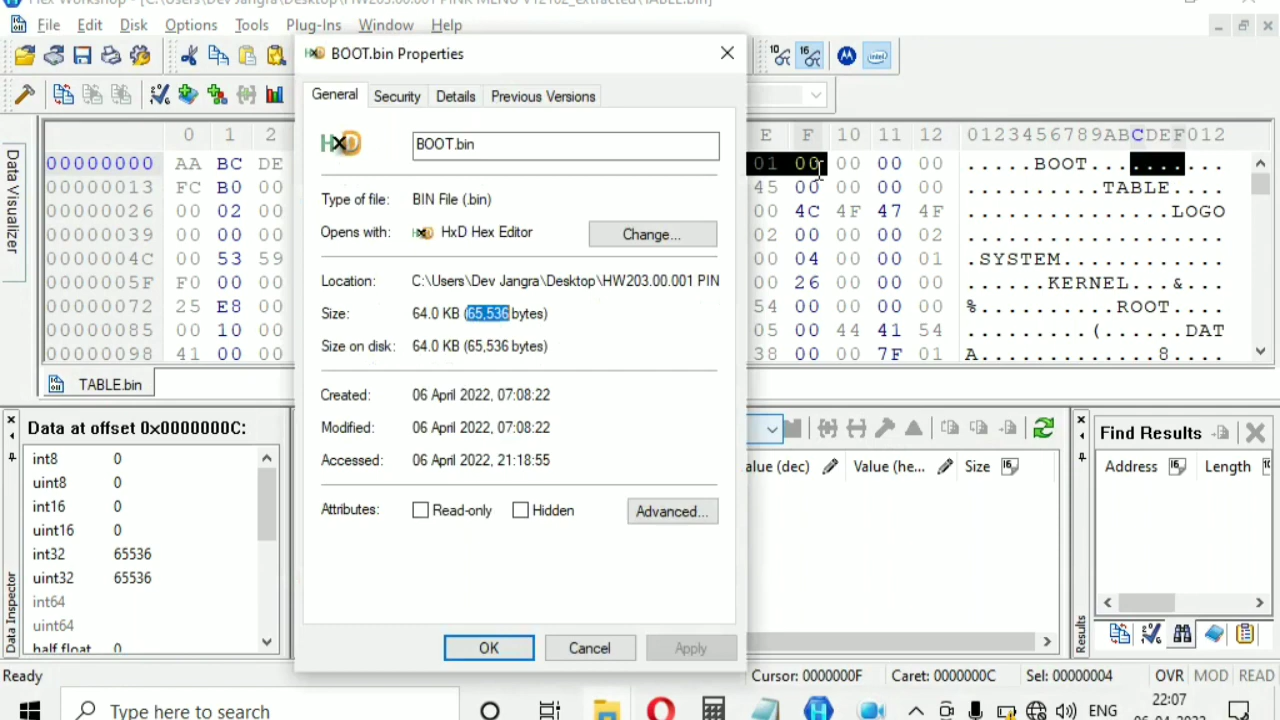 Hex Workshop - [C:\Users\Dev Jangra\Desktop\HW203.00.001 PINK MENU V12102_extracted\TABLE.bin]
File Edit Disk Options Tools Plug-Ins Window Help
BOOT.bin Properties
General Security Details Previous Versions
BOOT.bin
Type of file: BIN File (.bin)
Opens with: HxD Hex Editor Change...
Location: C:\Users\Dev Jangra\Desktop\HW203.00.001 PIN
Size: 64.0 KB (65,536 bytes)
Size on disk: 64.0 KB (65,536 bytes)
Created: 06 April 2022, 07:08:22
Modified: 06 April 2022, 07:08:22
Accessed: 06 April 2022, 21:18:55
Attributes: Read-only Hidden Advanced...
OK Cancel Apply
Data Visualizer
0 1 2 E F 10 11 12 0123456789ABCDEF012
00000000 AA BC DE 01 00 00 00 00 .....BOOT..........
00000013 FC B0 00 45 00 00 00 00 ..........TABLE....
00000026 00 02 00 00 4C 4F 47 4F ...............LOGO
00000039 00 00 00 02 00 00 00 02 ...................
0000004C 00 53 59 00 04 00 00 01 .SYSTEM............
0000005F F0 00 00 00 26 00 00 00 ......KERNEL...&...
00000072 25 E8 00 54 00 00 00 00 %..........ROOT....
00000085 00 10 00 05 00 44 41 54 ............(...DAT
00000098 41 00 00 38 00 00 7F 01 A............8.....
TABLE.bin
Data at offset 0x0000000C:
int8 0
uint8 0
int16 0
uint16 0
int32 65536
uint32 65536
int64
uint64
half float 0
Data Inspector
alue (dec) Value (he... Size
Results
Find Results
Address Length
Ready Cursor: 0000000F Caret: 0000000C Sel: 00000004 OVR MOD READ
Type here to search
ENG
22:07
06-04-2022